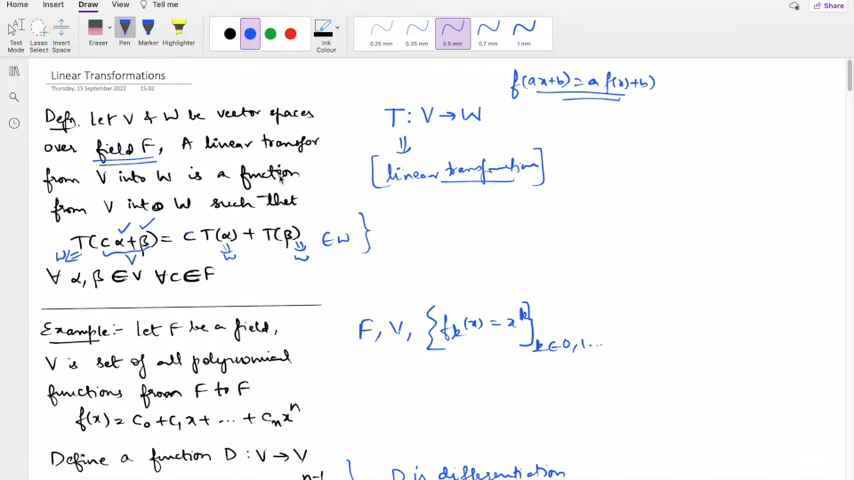 Home Insert Draw View Tell me
Share
Text Mode
Lasso Select
Insert Space
Eraser
Pen
Marker
Highlighter
Ink Colour
0.25 mm
0.35 mm
0.5 mm
0.7 mm
1 mm
Linear Transformations
Thursday, 15 September 2022 15:02
f(ax+b) = a f(x)+b)
Defn. Let V & W be vector spaces
over field F, A linear transfor
from V into W is a function
from V into W such that
T(cα+β) = c T(α) + T(β) ∈W }
W V W W
∀ α, β ∈ V ∀ c ∈ F
T: V → W
⇓
[linear transformation]
Example:- let F be a field,
V is set of all polynomial
functions from F to F
f(x) = c₀ + c₁x + ... + cₙxⁿ
F, V, {f_k(x) = x^k}_{k∈0,1...}
Define a function D : V → V
n-1
D is differentiation